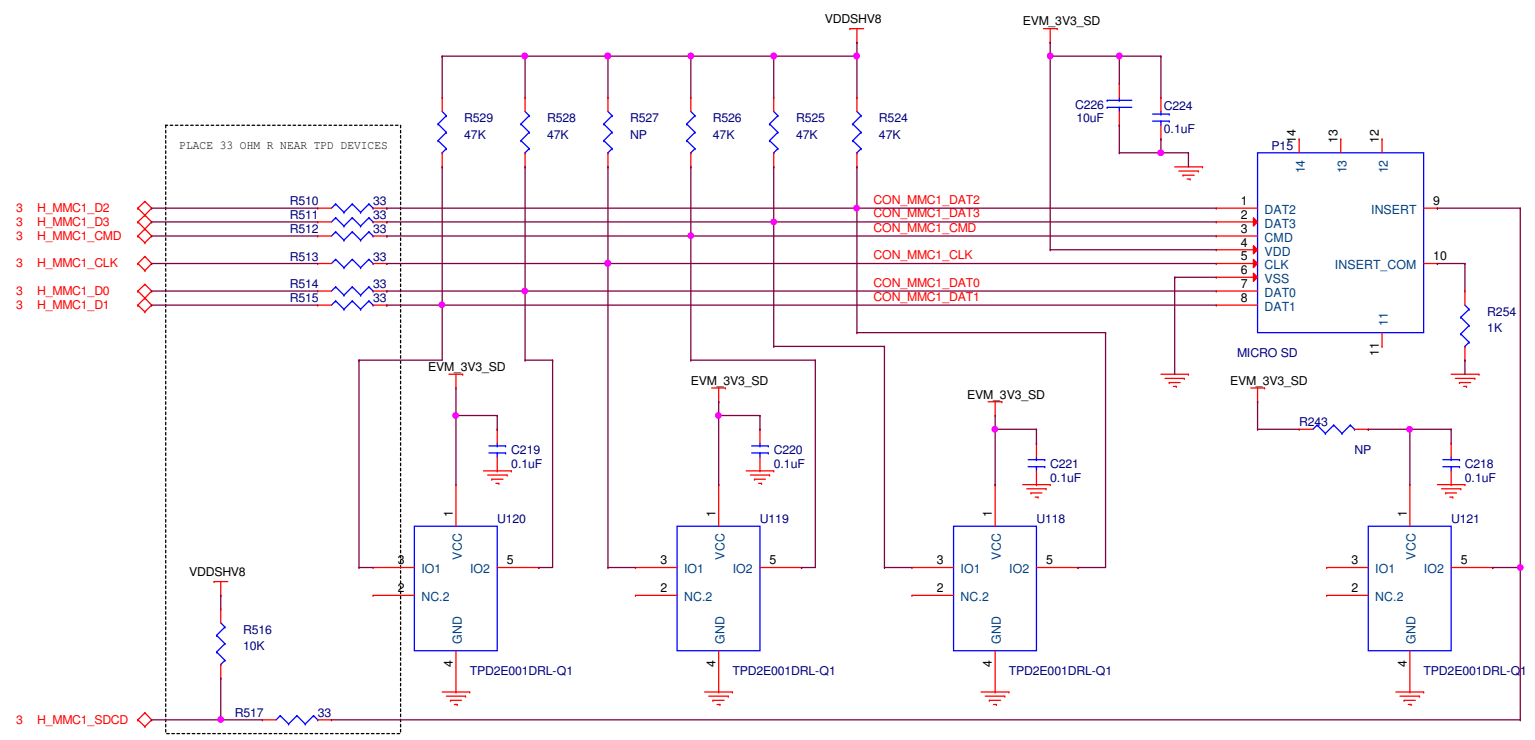 VDDSHV8
EVM_3V3_SD
R529
47K
R528
47K
R527
NP
R526
47K
R525
47K
R524
47K
C226
10uF
C224
0.1uF
PLACE 33 OHM R NEAR TPD DEVICES
P15
14
14
13
13
12
12
3 H_MMC1_D2 R510 33 CON_MMC1_DAT2 1 DAT2
3 H_MMC1_D3 R511 33 CON_MMC1_DAT3 2 DAT3
3 H_MMC1_CMD R512 33 CON_MMC1_CMD 3 CMD
4 VDD
3 H_MMC1_CLK R513 33 CON_MMC1_CLK 5 CLK
6 VSS
3 H_MMC1_D0 R514 33 CON_MMC1_DAT0 7 DAT0
3 H_MMC1_D1 R515 33 CON_MMC1_DAT1 8 DAT1
INSERT 9
INSERT_COM 10
11
11
R254
1K
MICRO SD
EVM_3V3_SD
C219
0.1uF
EVM_3V3_SD
C220
0.1uF
EVM_3V3_SD
C221
0.1uF
EVM_3V3_SD
R243
NP
C218
0.1uF
U120
1
VCC
3 IO1
IO2 5
2 NC.2
GND
4
TPD2E001DRL-Q1
U119
1
VCC
3 IO1
IO2 5
2 NC.2
GND
4
TPD2E001DRL-Q1
U118
1
VCC
3 IO1
IO2 5
2 NC.2
GND
4
TPD2E001DRL-Q1
U121
1
VCC
3 IO1
IO2 5
2 NC.2
GND
4
TPD2E001DRL-Q1
VDDSHV8
R516
10K
3 H_MMC1_SDCD R517 33